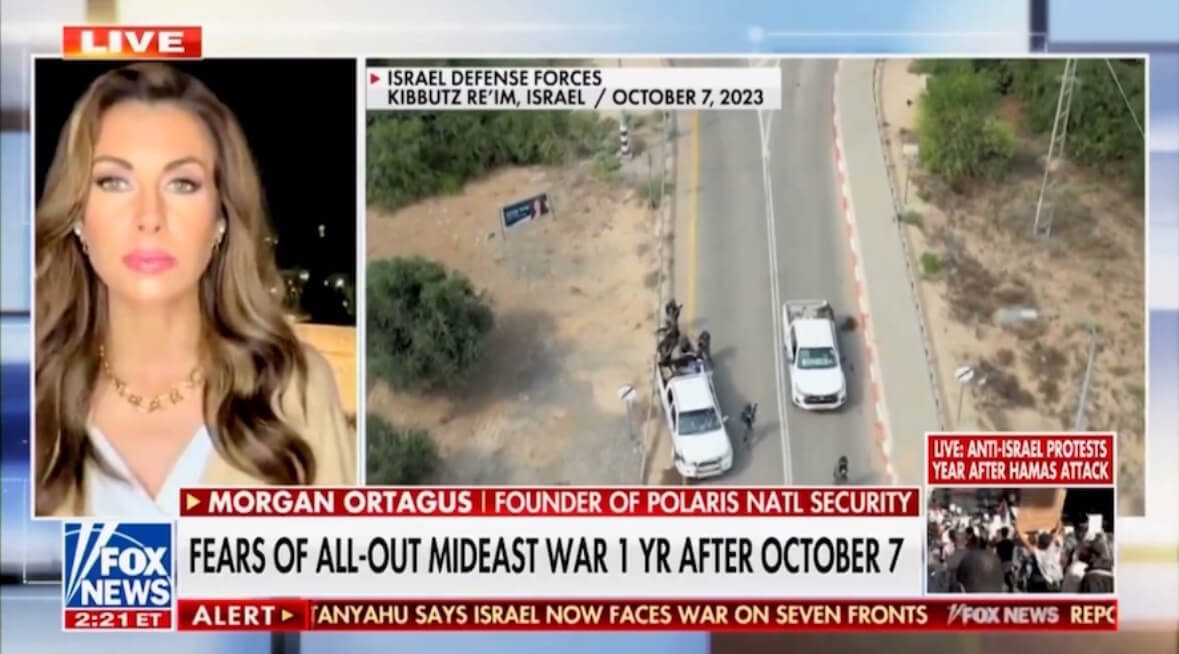 LIVE
ISRAEL DEFENSE FORCES
KIBBUTZ RE'IM, ISRAEL / OCTOBER 7, 2023
LIVE: ANTI-ISRAEL PROTESTS
YEAR AFTER HAMAS ATTACK
MORGAN ORTAGUS | FOUNDER OF POLARIS NATL SECURITY
FEARS OF ALL-OUT MIDEAST WAR 1 YR AFTER OCTOBER 7
FOX
NEWS
2:21 ET
ALERT TANYAHU SAYS ISRAEL NOW FACES WAR ON SEVEN FRONTS FOX NEWS REPO